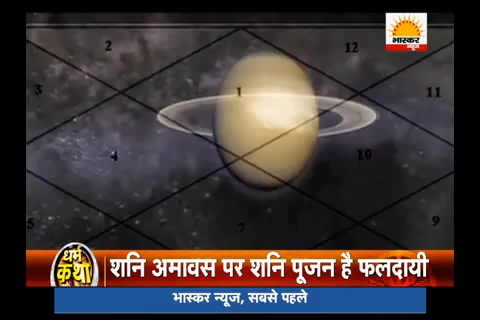 भास्कर
न्यूज़
2
12
3
1
11
4
10
5
9
धर्म
कथा
शनि अमावस पर शनि पूजन है फलदायी
भास्कर न्यूज़, सबसे पहले